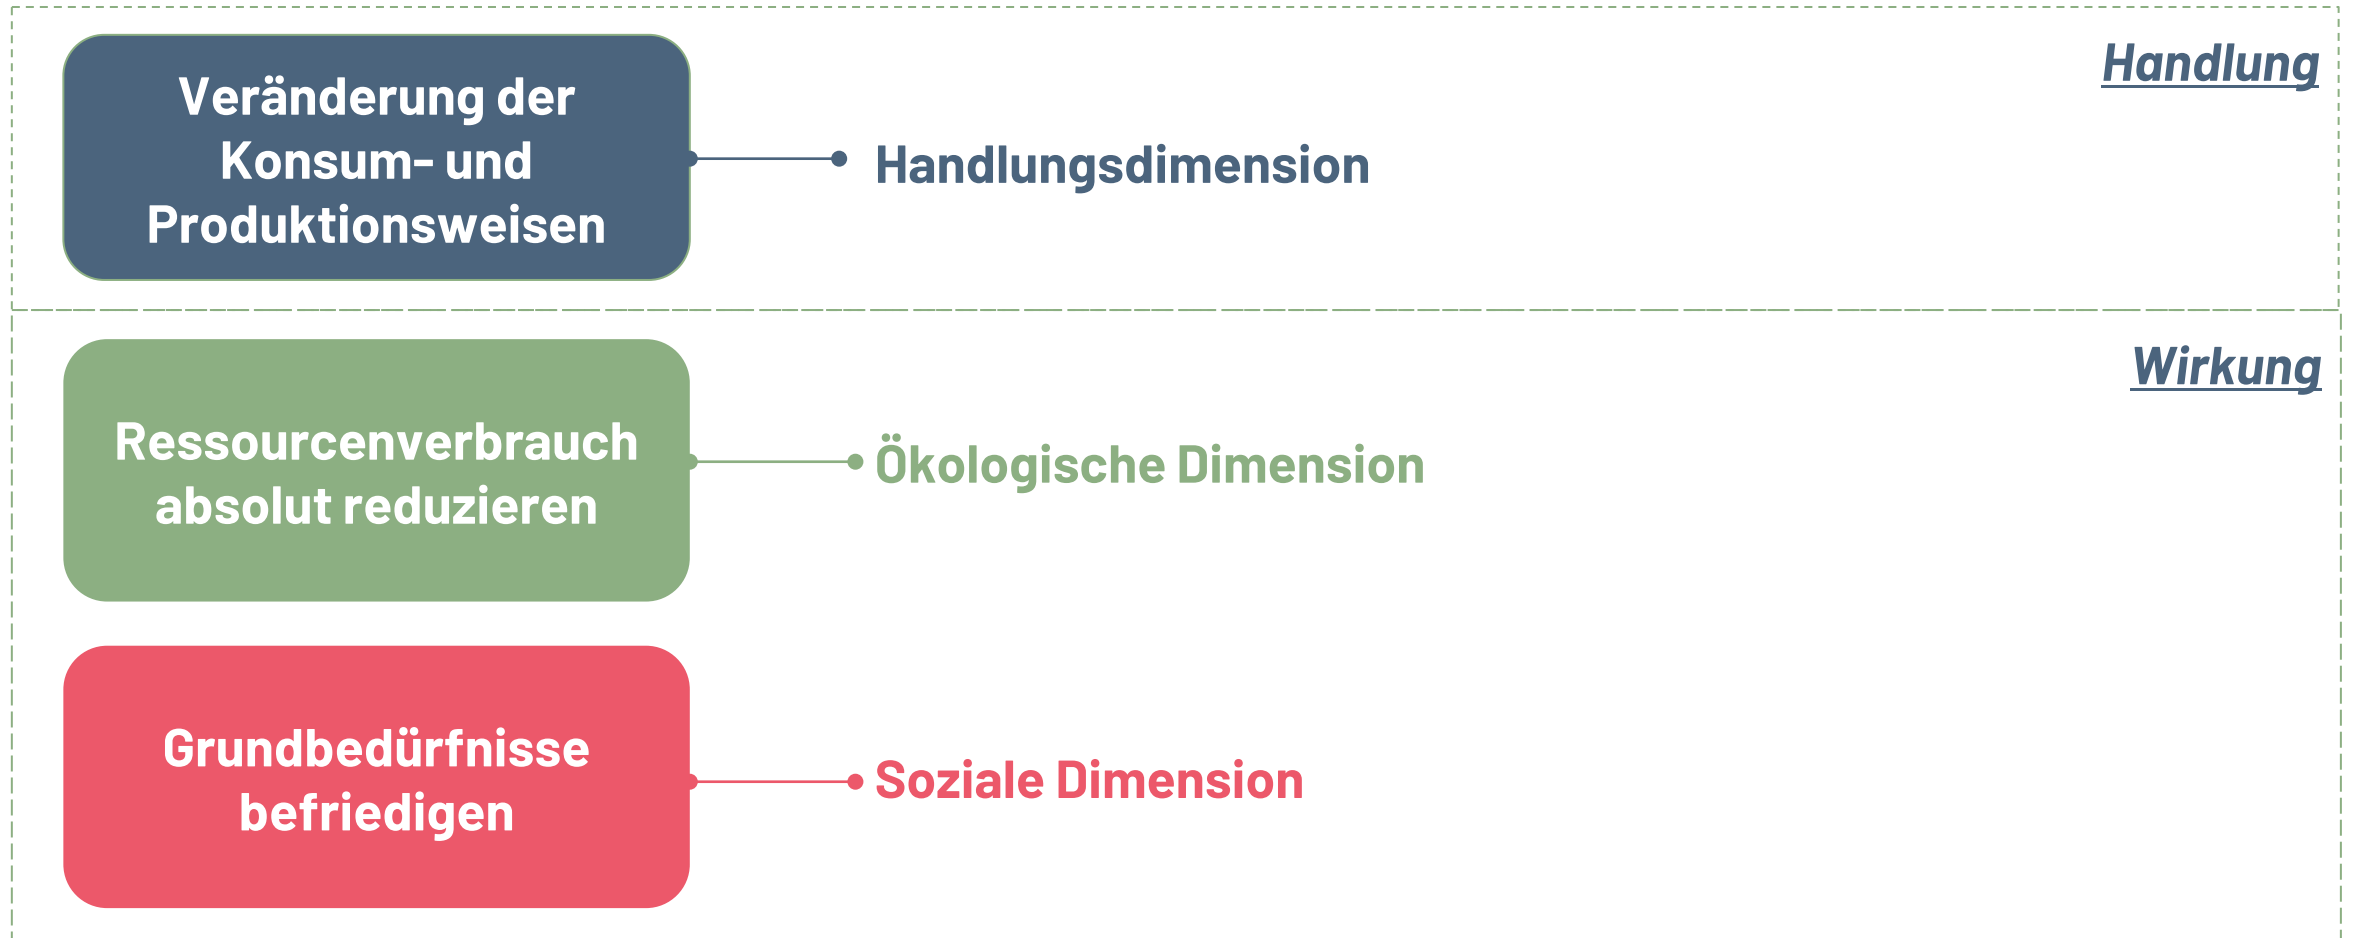 Handlung
Veränderung der
Konsum- und
Produktionsweisen
Handlungsdimension
Wirkung
Ressourcenverbrauch
absolut reduzieren
Ökologische Dimension
Grundbedürfnisse
befriedigen
Soziale Dimension